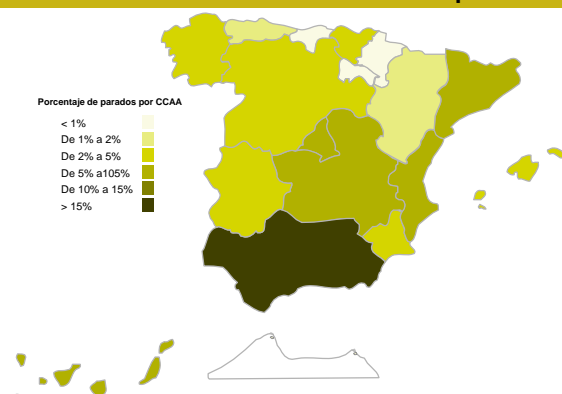 Porcentaje de parados por CCAA
< 1%
De 1% a 2%
De 2% a 5%
De 5% a105%
De 10% a 15%
> 15%